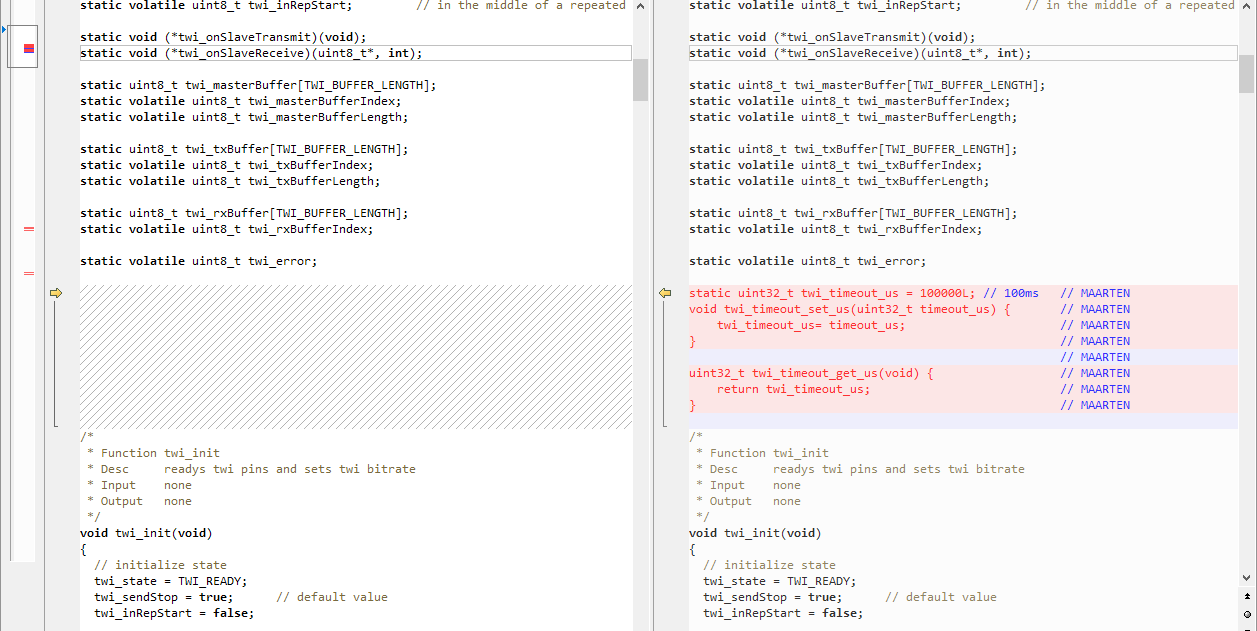 static volatile uint8_t twi_inRepStart;         // in the middle of a repeated
static void (*twi_onSlaveTransmit)(void);
static void (*twi_onSlaveReceive)(uint8_t*, int);
static uint8_t twi_masterBuffer[TWI_BUFFER_LENGTH];
static volatile uint8_t twi_masterBufferIndex;
static volatile uint8_t twi_masterBufferLength;
static uint8_t twi_txBuffer[TWI_BUFFER_LENGTH];
static volatile uint8_t twi_txBufferIndex;
static volatile uint8_t twi_txBufferLength;
static uint8_t twi_rxBuffer[TWI_BUFFER_LENGTH];
static volatile uint8_t twi_rxBufferIndex;
static volatile uint8_t twi_error;
/*
 * Function twi_init
 * Desc     readys twi pins and sets twi bitrate
 * Input    none
 * Output   none
 */
void twi_init(void)
{
  // initialize state
  twi_state = TWI_READY;
  twi_sendStop = true;      // default value
  twi_inRepStart = false;
static volatile uint8_t twi_inRepStart;         // in the middle of a repeated
static void (*twi_onSlaveTransmit)(void);
static void (*twi_onSlaveReceive)(uint8_t*, int);
static uint8_t twi_masterBuffer[TWI_BUFFER_LENGTH];
static volatile uint8_t twi_masterBufferIndex;
static volatile uint8_t twi_masterBufferLength;
static uint8_t twi_txBuffer[TWI_BUFFER_LENGTH];
static volatile uint8_t twi_txBufferIndex;
static volatile uint8_t twi_txBufferLength;
static uint8_t twi_rxBuffer[TWI_BUFFER_LENGTH];
static volatile uint8_t twi_rxBufferIndex;
static volatile uint8_t twi_error;
static uint32_t twi_timeout_us = 100000L; // 100ms   // MAARTEN
void twi_timeout_set_us(uint32_t timeout_us) {       // MAARTEN
    twi_timeout_us= timeout_us;                      // MAARTEN
}                                                    // MAARTEN
                                                     // MAARTEN
uint32_t twi_timeout_get_us(void) {                  // MAARTEN
    return twi_timeout_us;                           // MAARTEN
}                                                    // MAARTEN
/*
 * Function twi_init
 * Desc     readys twi pins and sets twi bitrate
 * Input    none
 * Output   none
 */
void twi_init(void)
{
  // initialize state
  twi_state = TWI_READY;
  twi_sendStop = true;      // default value
  twi_inRepStart = false;